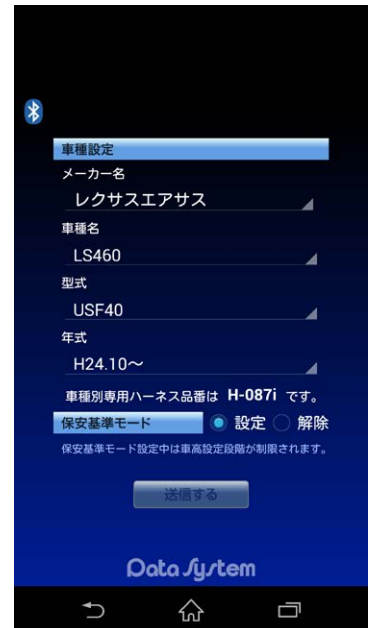 車種設定
メーカー名
レクサスエアサス
車種名
LS460
型式
USF40
年式
H24.10〜
車種別専用ハーネス品番は H-087i です。
保安基準モード 設定 解除
保安基準モード設定中は車高設定段階が制限されます。
送信する
Data System